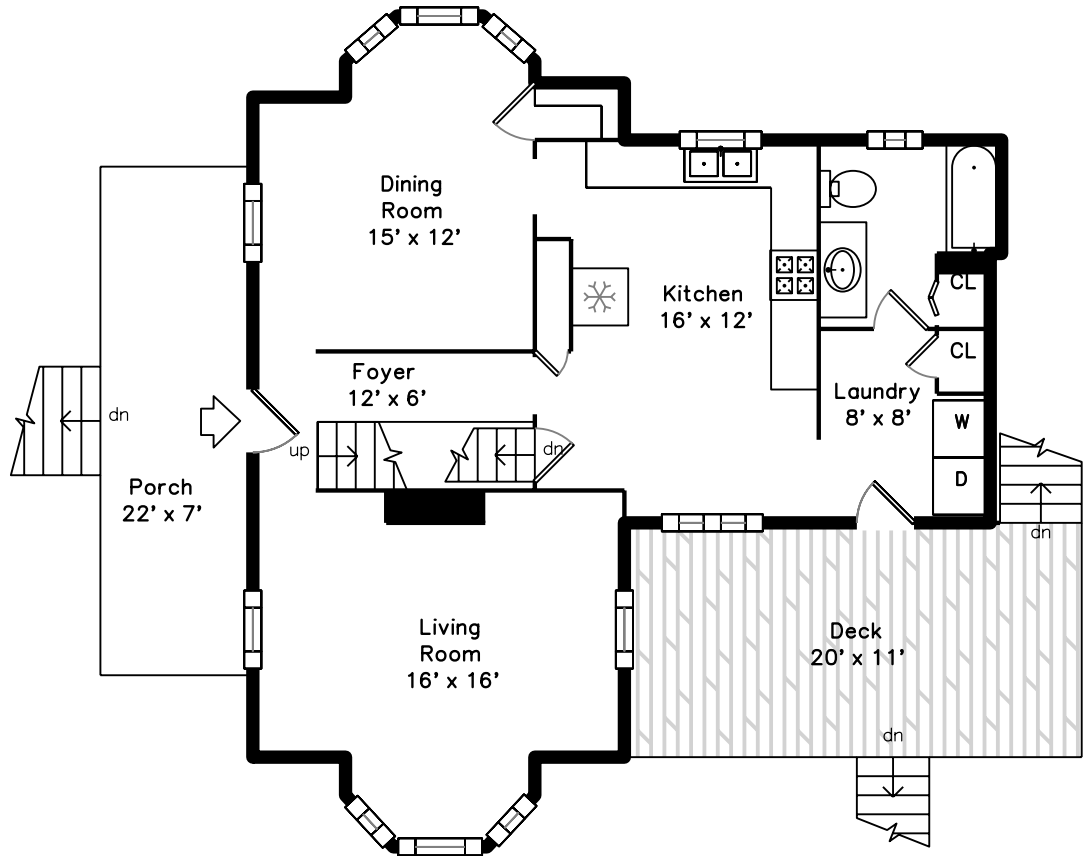 Dining
Room
15' x 12'
Kitchen
16' x 12'
CL
CL
Foyer
12' x 6'
Laundry
8' x 8'
dn
up
dn
W
D
Porch
22' x 7'
dn
Living
Room
16' x 16'
Deck
20' x 11'
dn